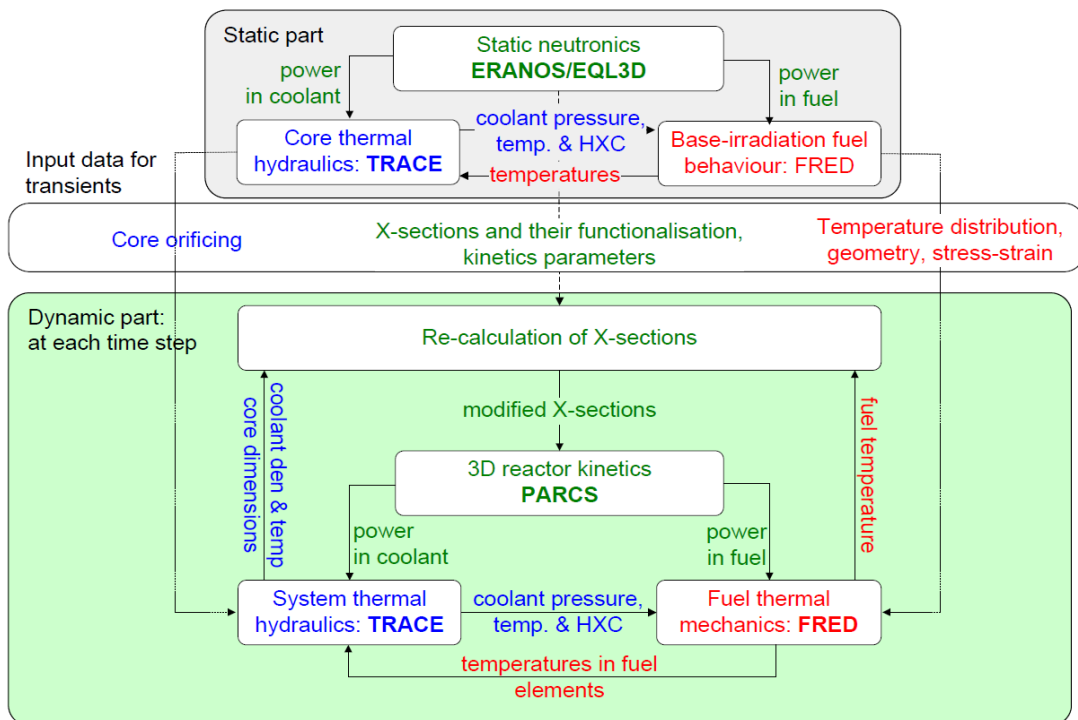 Static part
Static neutronics
ERANOS/EQL3D
power
in coolant
power
in fuel
coolant pressure,
temp. & HXC
Core thermal
hydraulics: TRACE
Base-irradiation fuel
behaviour: FRED
temperatures
Input data for
transients
Core orificing
X-sections and their functionalisation,
kinetics parameters
Temperature distribution,
geometry, stress-strain
Dynamic part:
at each time step
Re-calculation of X-sections
coolant den & temp
core dimensions
modified X-sections
fuel temperature
3D reactor kinetics
PARCS
power
in coolant
power
in fuel
System thermal
hydraulics: TRACE
coolant pressure,
temp. & HXC
Fuel thermal
mechanics: FRED
temperatures in fuel
elements